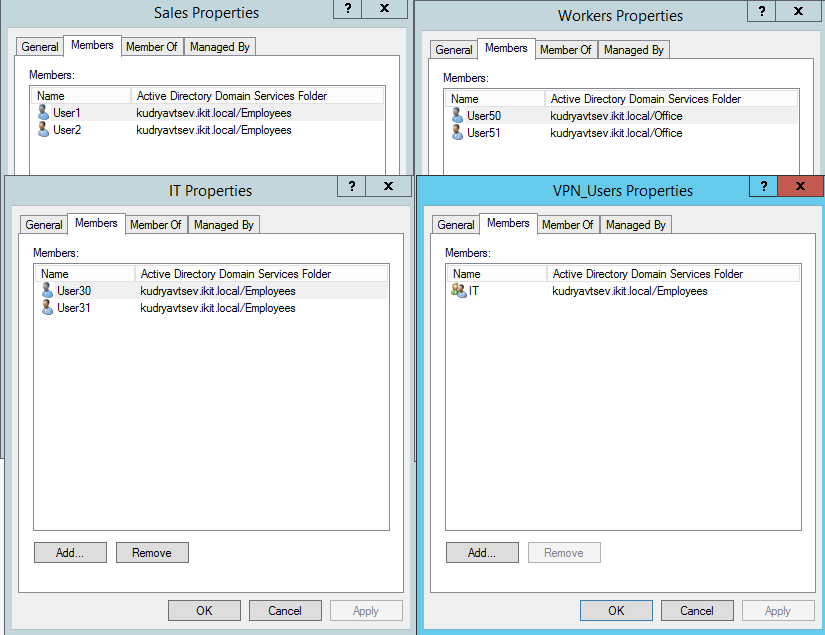 Sales Properties
? X
General Members Member Of Managed By
Members:
Name Active Directory Domain Services Folder
User1 kudryavtsev.ikit.local/Employees
User2 kudryavtsev.ikit.local/Employees
Workers Properties
? X
General Members Member Of Managed By
Members:
Name Active Directory Domain Services Folder
User50 kudryavtsev.ikit.local/Office
User51 kudryavtsev.ikit.local/Office
IT Properties
? X
General Members Member Of Managed By
Members:
Name Active Directory Domain Services Folder
User30 kudryavtsev.ikit.local/Employees
User31 kudryavtsev.ikit.local/Employees
Add... Remove
OK Cancel Apply
VPN_Users Properties
? X
General Members Member Of Managed By
Members:
Name Active Directory Domain Services Folder
IT kudryavtsev.ikit.local/Employees
Add... Remove
OK Cancel Apply